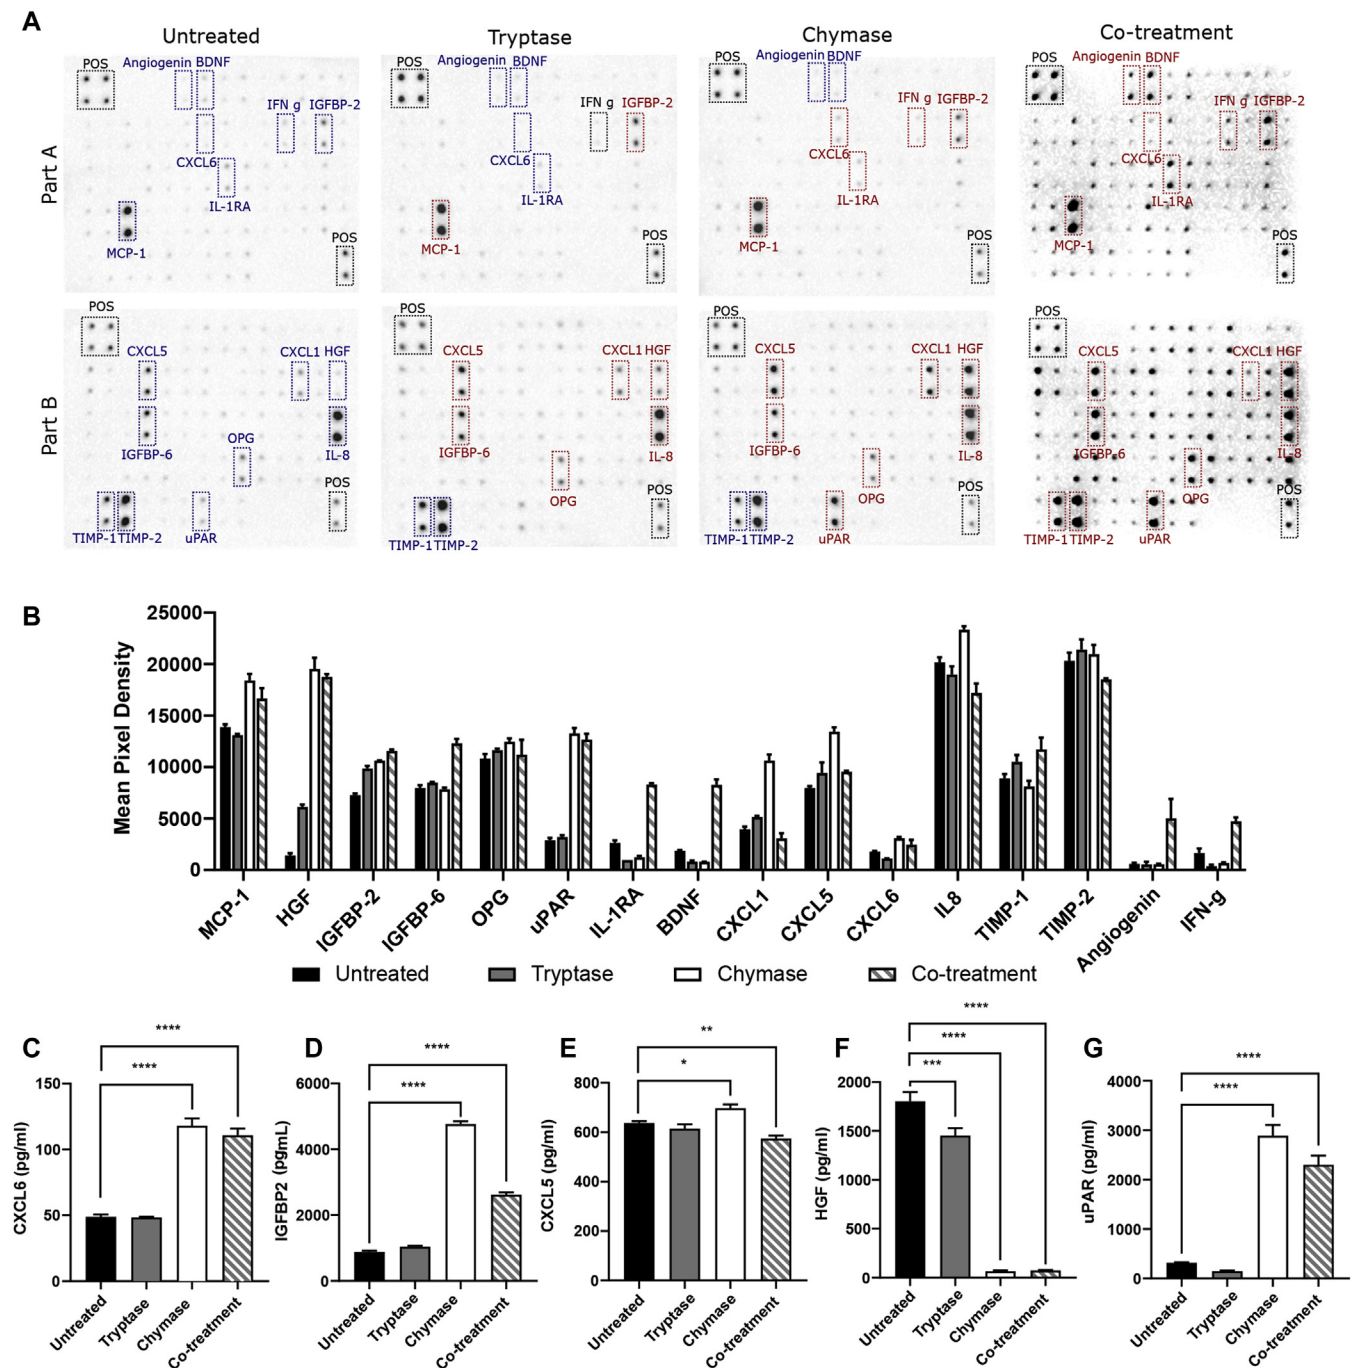 A
Untreated
Tryptase
Chymase
Co-treatment
Part A
POS
Angiogenin BDNF
IFN g IGFBP-2
CXCL6
IL-1RA
MCP-1
POS
POS
Angiogenin BDNF
IFN g IGFBP-2
CXCL6
IL-1RA
MCP-1
POS
POS
Angiogenin BDNF
IFN g IGFBP-2
CXCL6
IL-1RA
MCP-1
POS
POS
Angiogenin BDNF
IFN g IGFBP-2
CXCL6
IL-1RA
MCP-1
POS
Part B
POS
CXCL5
CXCL1 HGF
IGFBP-6
OPG
IL-8
POS
TIMP-1 TIMP-2
uPAR
POS
CXCL5
CXCL1 HGF
IGFBP-6
IL-8
OPG
POS
TIMP-1 TIMP-2
POS
CXCL5
CXCL1 HGF
IGFBP-6
IL-8
OPG
POS
TIMP-1 TIMP-2
uPAR
POS
CXCL5
CXCL1 HGF
IGFBP-6
IL-8
OPG
POS
TIMP-1 TIMP-2
uPAR
B
Mean Pixel Density
25000
20000
15000
10000
5000
0
MCP-1
HGF
IGFBP-2
IGFBP-6
OPG
uPAR
IL-1RA
BDNF
CXCL1
CXCL5
CXCL6
IL8
TIMP-1
TIMP-2
Angiogenin
IFN-g
Untreated
Tryptase
Chymase
Co-treatment
C
****
****
CXCL6 (pg/ml)
150
100
50
0
Untreated
Tryptase
Chymase
Co-treatment
D
****
****
IGFBP2 (pg/mL)
6000
4000
2000
0
Untreated
Tryptase
Chymase
Co-treatment
E
**
*
CXCL5 (pg/ml)
800
600
400
200
0
Untreated
Tryptase
Chymase
Co-treatment
F
****
****
***
HGF (pg/ml)
2000
1500
1000
500
0
Untreated
Tryptase
Chymase
Co-treatment
G
****
****
uPAR (pg/ml)
4000
3000
2000
1000
0
Untreated
Tryptase
Chymase
Co-treatment